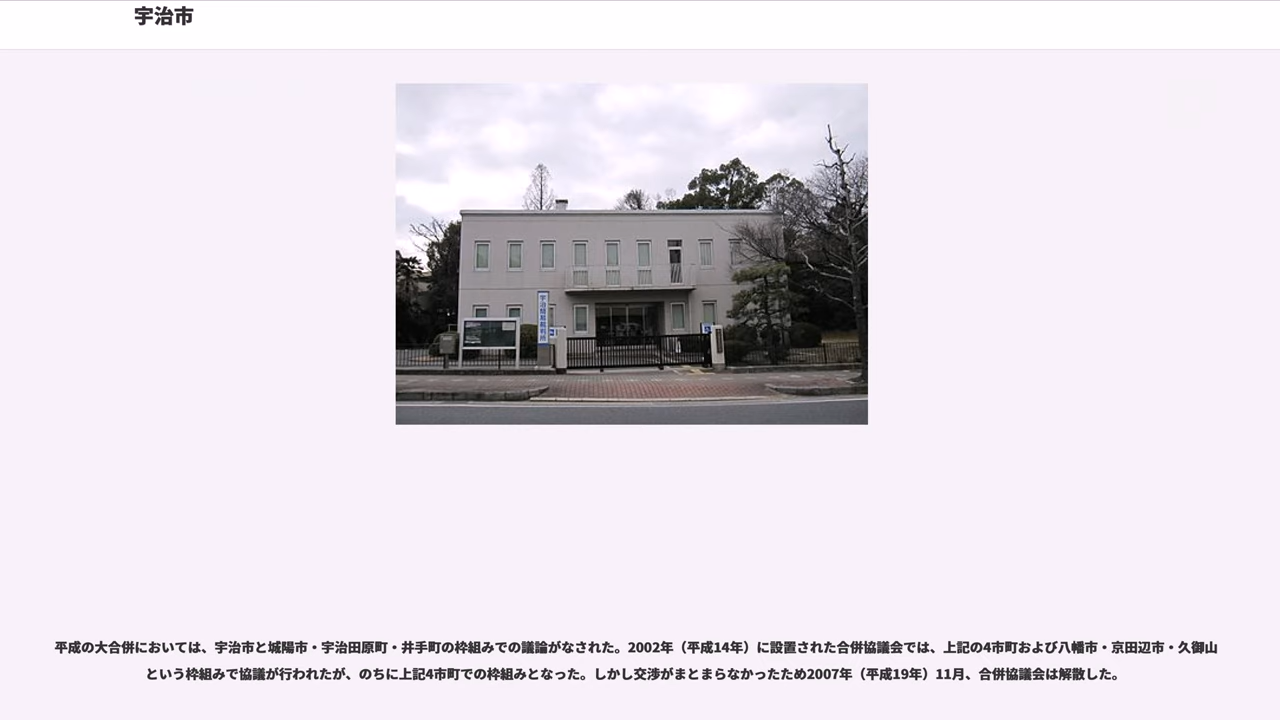 宇治市
宇治簡易裁判所
平成の大合併においては、宇治市と城陽市・宇治田原町・井手町の枠組みでの議論がなされた。2002年（平成14年）に設置された合併協議会では、上記の4市町および八幡市・京田辺市・久御山
という枠組みで協議が行われたが、のちに上記4市町での枠組みとなった。しかし交渉がまとまらなかったため2007年（平成19年）11月、合併協議会は解散した。